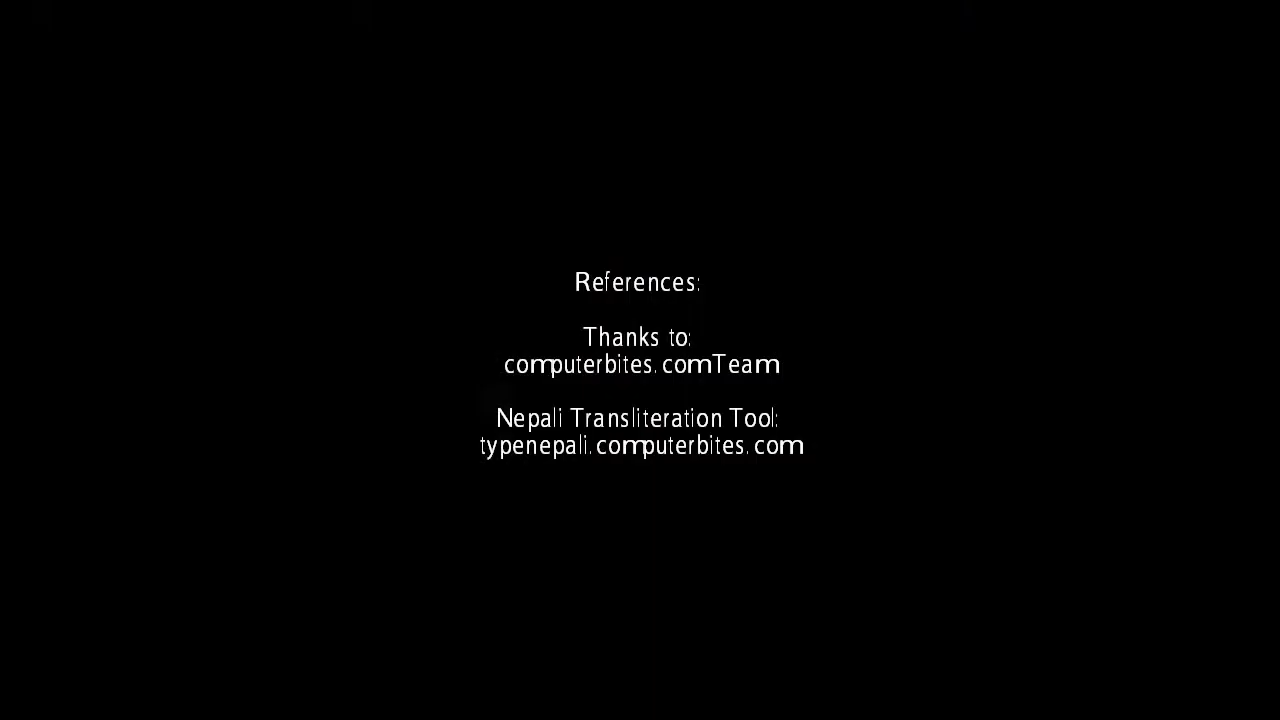 References:
Thanks to:
computerbites.comTeam
Nepali Transliteration Tool:
typenepali.computerbites.com